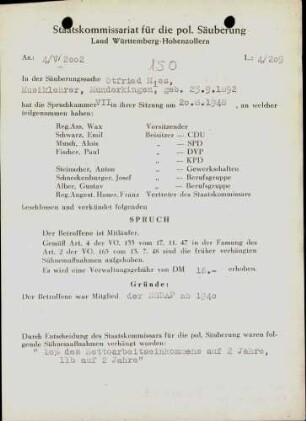 Staatskommissariat für die pol. Säuberung
Land Württemberg-Hohenzollern
Az.: 4/V/2002 L: 4/209
150
In der Säuberungssache Otfried Nies,
Musiklehrer, Munderkingen, geb. 23.9.1892
hat die Spruchkammer VII in ihrer Sitzung am 20.8.1948, an welcher
teilgenommen haben:
Reg.Ass. Wax Vorsitzender
Schwarz, Emil Beisitzer - CDU
Munch, Alois „ - SPD
Fischer, Paul „ - DVP
„ - KPD
Steinacher, Anton „ - Gewerkschaften
Schneckenburger, Josef „ - Berufsgruppe
Alber, Gustav „ - Berufsgruppe
Reg.Angest. Hamer, Franz Vertreter des Staatskommissars
beschlossen und verkündet folgenden
SPRUCH
Der Betroffene ist Mitläufer.
Gemäß Art. 4 der VO. 133 vom 17. 11. 47 in der Fassung des
Art. 2 der VO. 165 vom 13. 7. 48 sind die früher verhängten
Sühnemaßnahmen aufgehoben.
Es wird eine Verwaltungsgebühr von DM 15.- erhoben.
Gründe:
Der Betroffene war Mitglied der NSDAP ab 1940
Durch Entscheidung des Staatskommissars für die pol. Säuberung waren fol-
gende Sühnemaßnahmen verhängt worden:
" 10% des Nettoarbeitseinkommens auf 2 Jahre,
11b auf 2 Jahre"